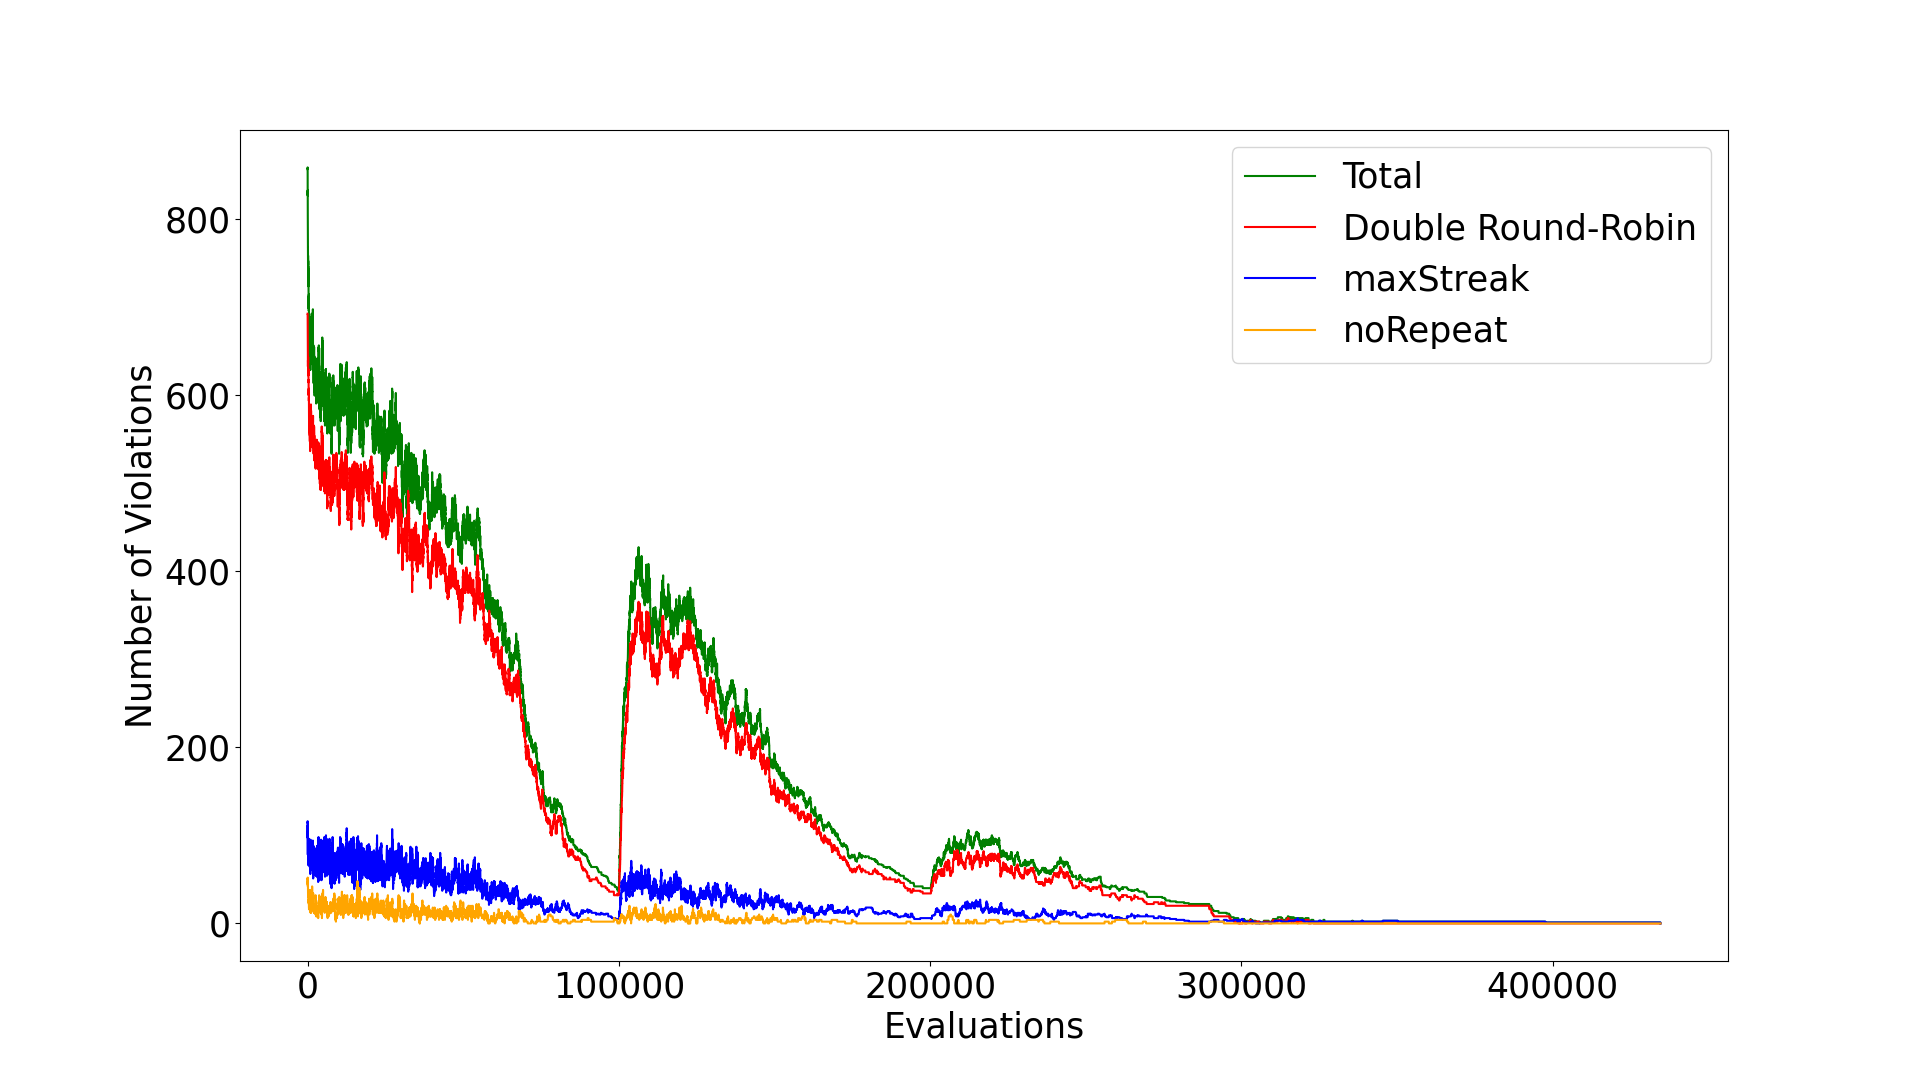 Total
Double Round-Robin
maxStreak
noRepeat
800
600
400
200
0
Number of Violations
0 100000 200000 300000 400000
Evaluations